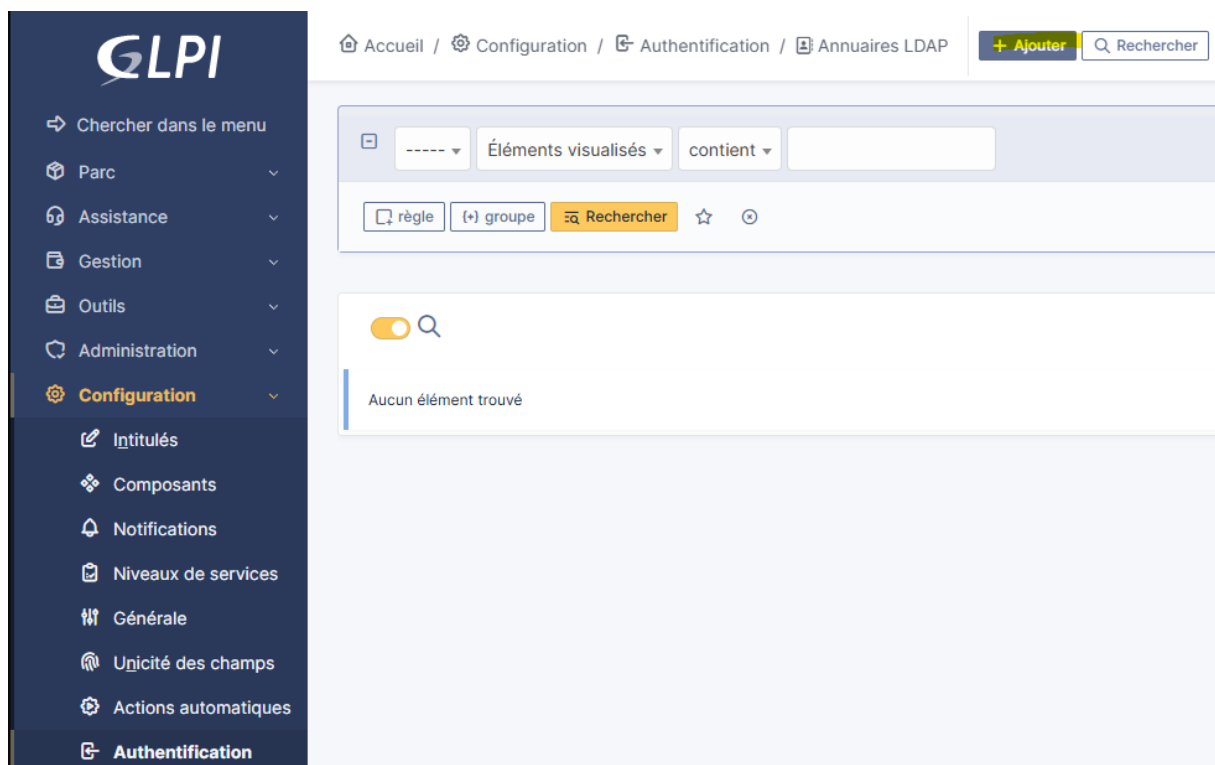 GLPI
Accueil / Configuration / Authentification / Annuaires LDAP
+ Ajouter
Rechercher
Chercher dans le menu
Parc
Assistance
Gestion
Outils
Administration
Configuration
Intitulés
Composants
Notifications
Niveaux de services
Générale
Unicité des champs
Actions automatiques
Authentification
----- Éléments visualisés contient
règle (+) groupe Rechercher
Aucun élément trouvé